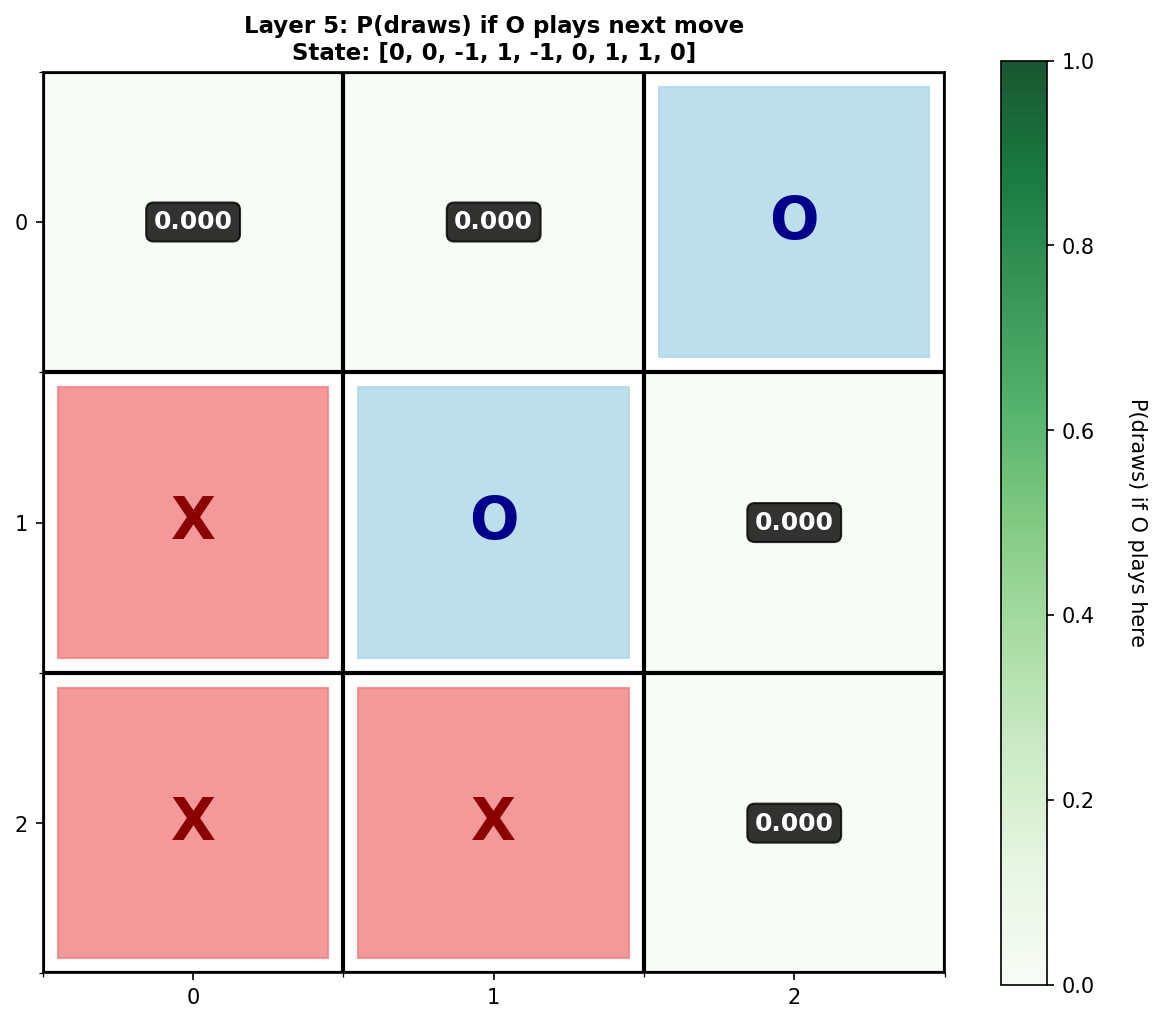 Layer 5: P(draws) if O plays next move
State: [0, 0, -1, 1, -1, 0, 1, 1, 0]
0
0.000
0.000
O
1
X
O
0.000
2
X
X
0.000
0
1
2
1.0
0.8
0.6
0.4
0.2
0.0
P(draws) if O plays here